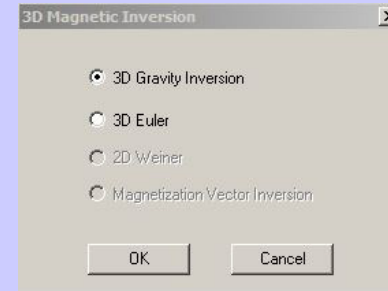 3D Magnetic Inversion
3D Gravity Inversion
3D Euler
2D Weiner
Magnetization Vector Inversion
OK Cancel